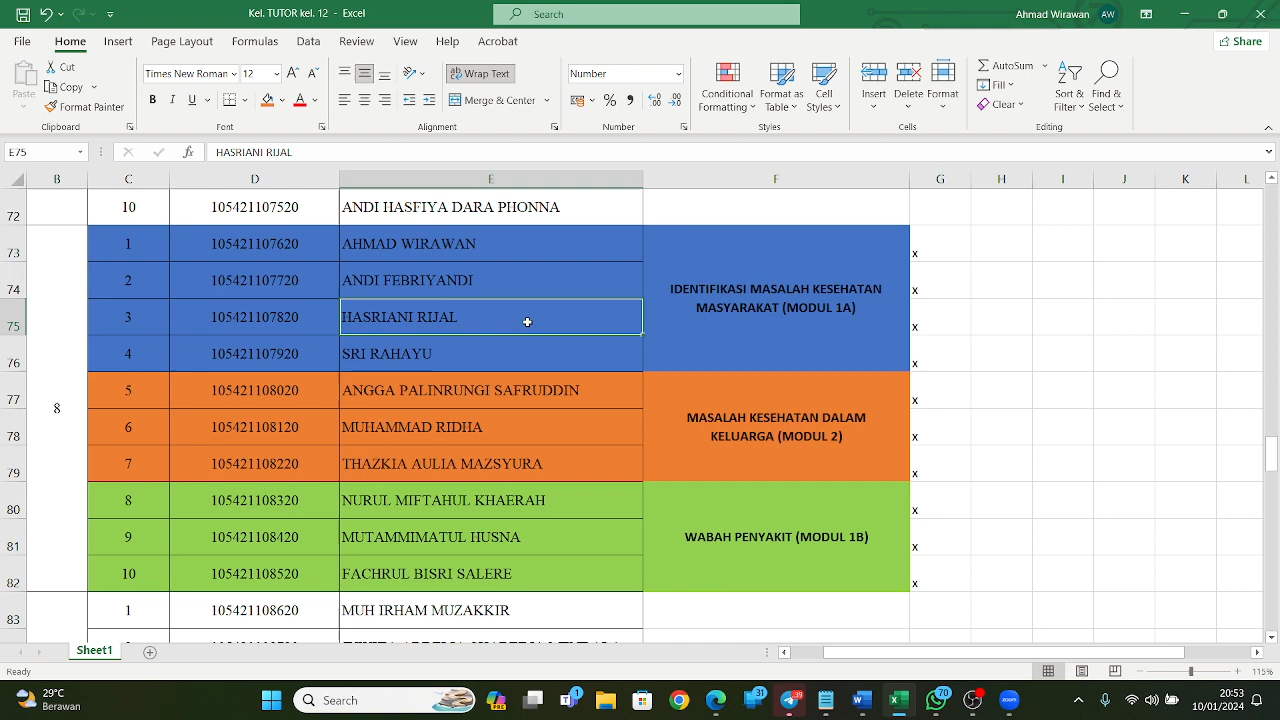 Kel. TUTOR kel. 12
Excel
Search
Ahmad Wirawan
AW
File
Home
Insert
Page Layout
Formulas
Data
Review
View
Help
Acrobat
Share
Paste
Cut
Copy
Format Painter
Clipboard
Times New Roman
12
B I U
Font
Wrap Text
Merge & Center
Alignment
Number
Number
Conditional Formatting
Format as Table
Cell Styles
Styles
Insert
Delete
Format
Cells
AutoSum
Fill
Clear
Sort & Filter
Find & Select
Editing
E75
fx
HASRIANI RIJAL
B C D E F G H I J K L
72 10 105421107520 ANDI HASFIYA DARA PHONNA
73 1 105421107620 AHMAD WIRAWAN x
74 2 105421107720 ANDI FEBRIYANDI x
75 3 105421107820 HASRIANI RIJAL x
76 4 105421107920 SRI RAHAYU x
IDENTIFIKASI MASALAH KESEHATAN
MASYARAKAT (MODUL 1A)
77 5 105421108020 ANGGA PALINRUNGI SAFRUDDIN x
8
78 6 105421108120 MUHAMMAD RIDHA x
79 7 105421108220 THAZKIA AULIA MAZSYURA x
MASALAH KESEHATAN DALAM
KELUARGA (MODUL 2)
80 8 105421108320 NURUL MIFTAHUL KHAERAH x
81 9 105421108420 MUTAMMIMATUL HUSNA x
82 10 105421108520 FACHRUL BISRI SALERE x
WABAH PENYAKIT (MODUL 1B)
83 1 105421108620 MUH IRHAM MUZAKKIR
Sheet1
Ready
115%
29°C
Berawan
Search
PRE
1
31
39
70
20:53
10/01/2024